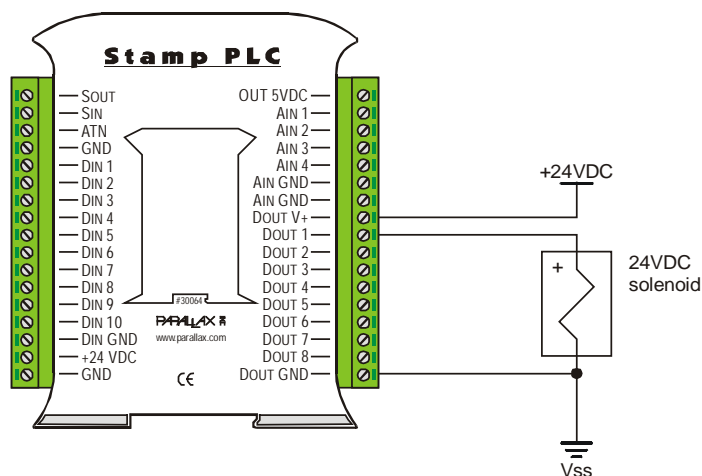 Stamp PLC
SOUT
SIN
ATN
GND
DIN 1
DIN 2
DIN 3
DIN 4
DIN 5
DIN 6
DIN 7
DIN 8
DIN 9
DIN 10
DIN GND
+24 VDC
GND
OUT 5VDC
AIN 1
AIN 2
AIN 3
AIN 4
AIN GND
AIN GND
DOUT V+
DOUT 1
DOUT 2
DOUT 3
DOUT 4
DOUT 5
DOUT 6
DOUT 7
DOUT 8
DOUT GND
#30064
PARALLAX
www.parallax.com
CE
+24VDC
+
24VDC
solenoid
Vss